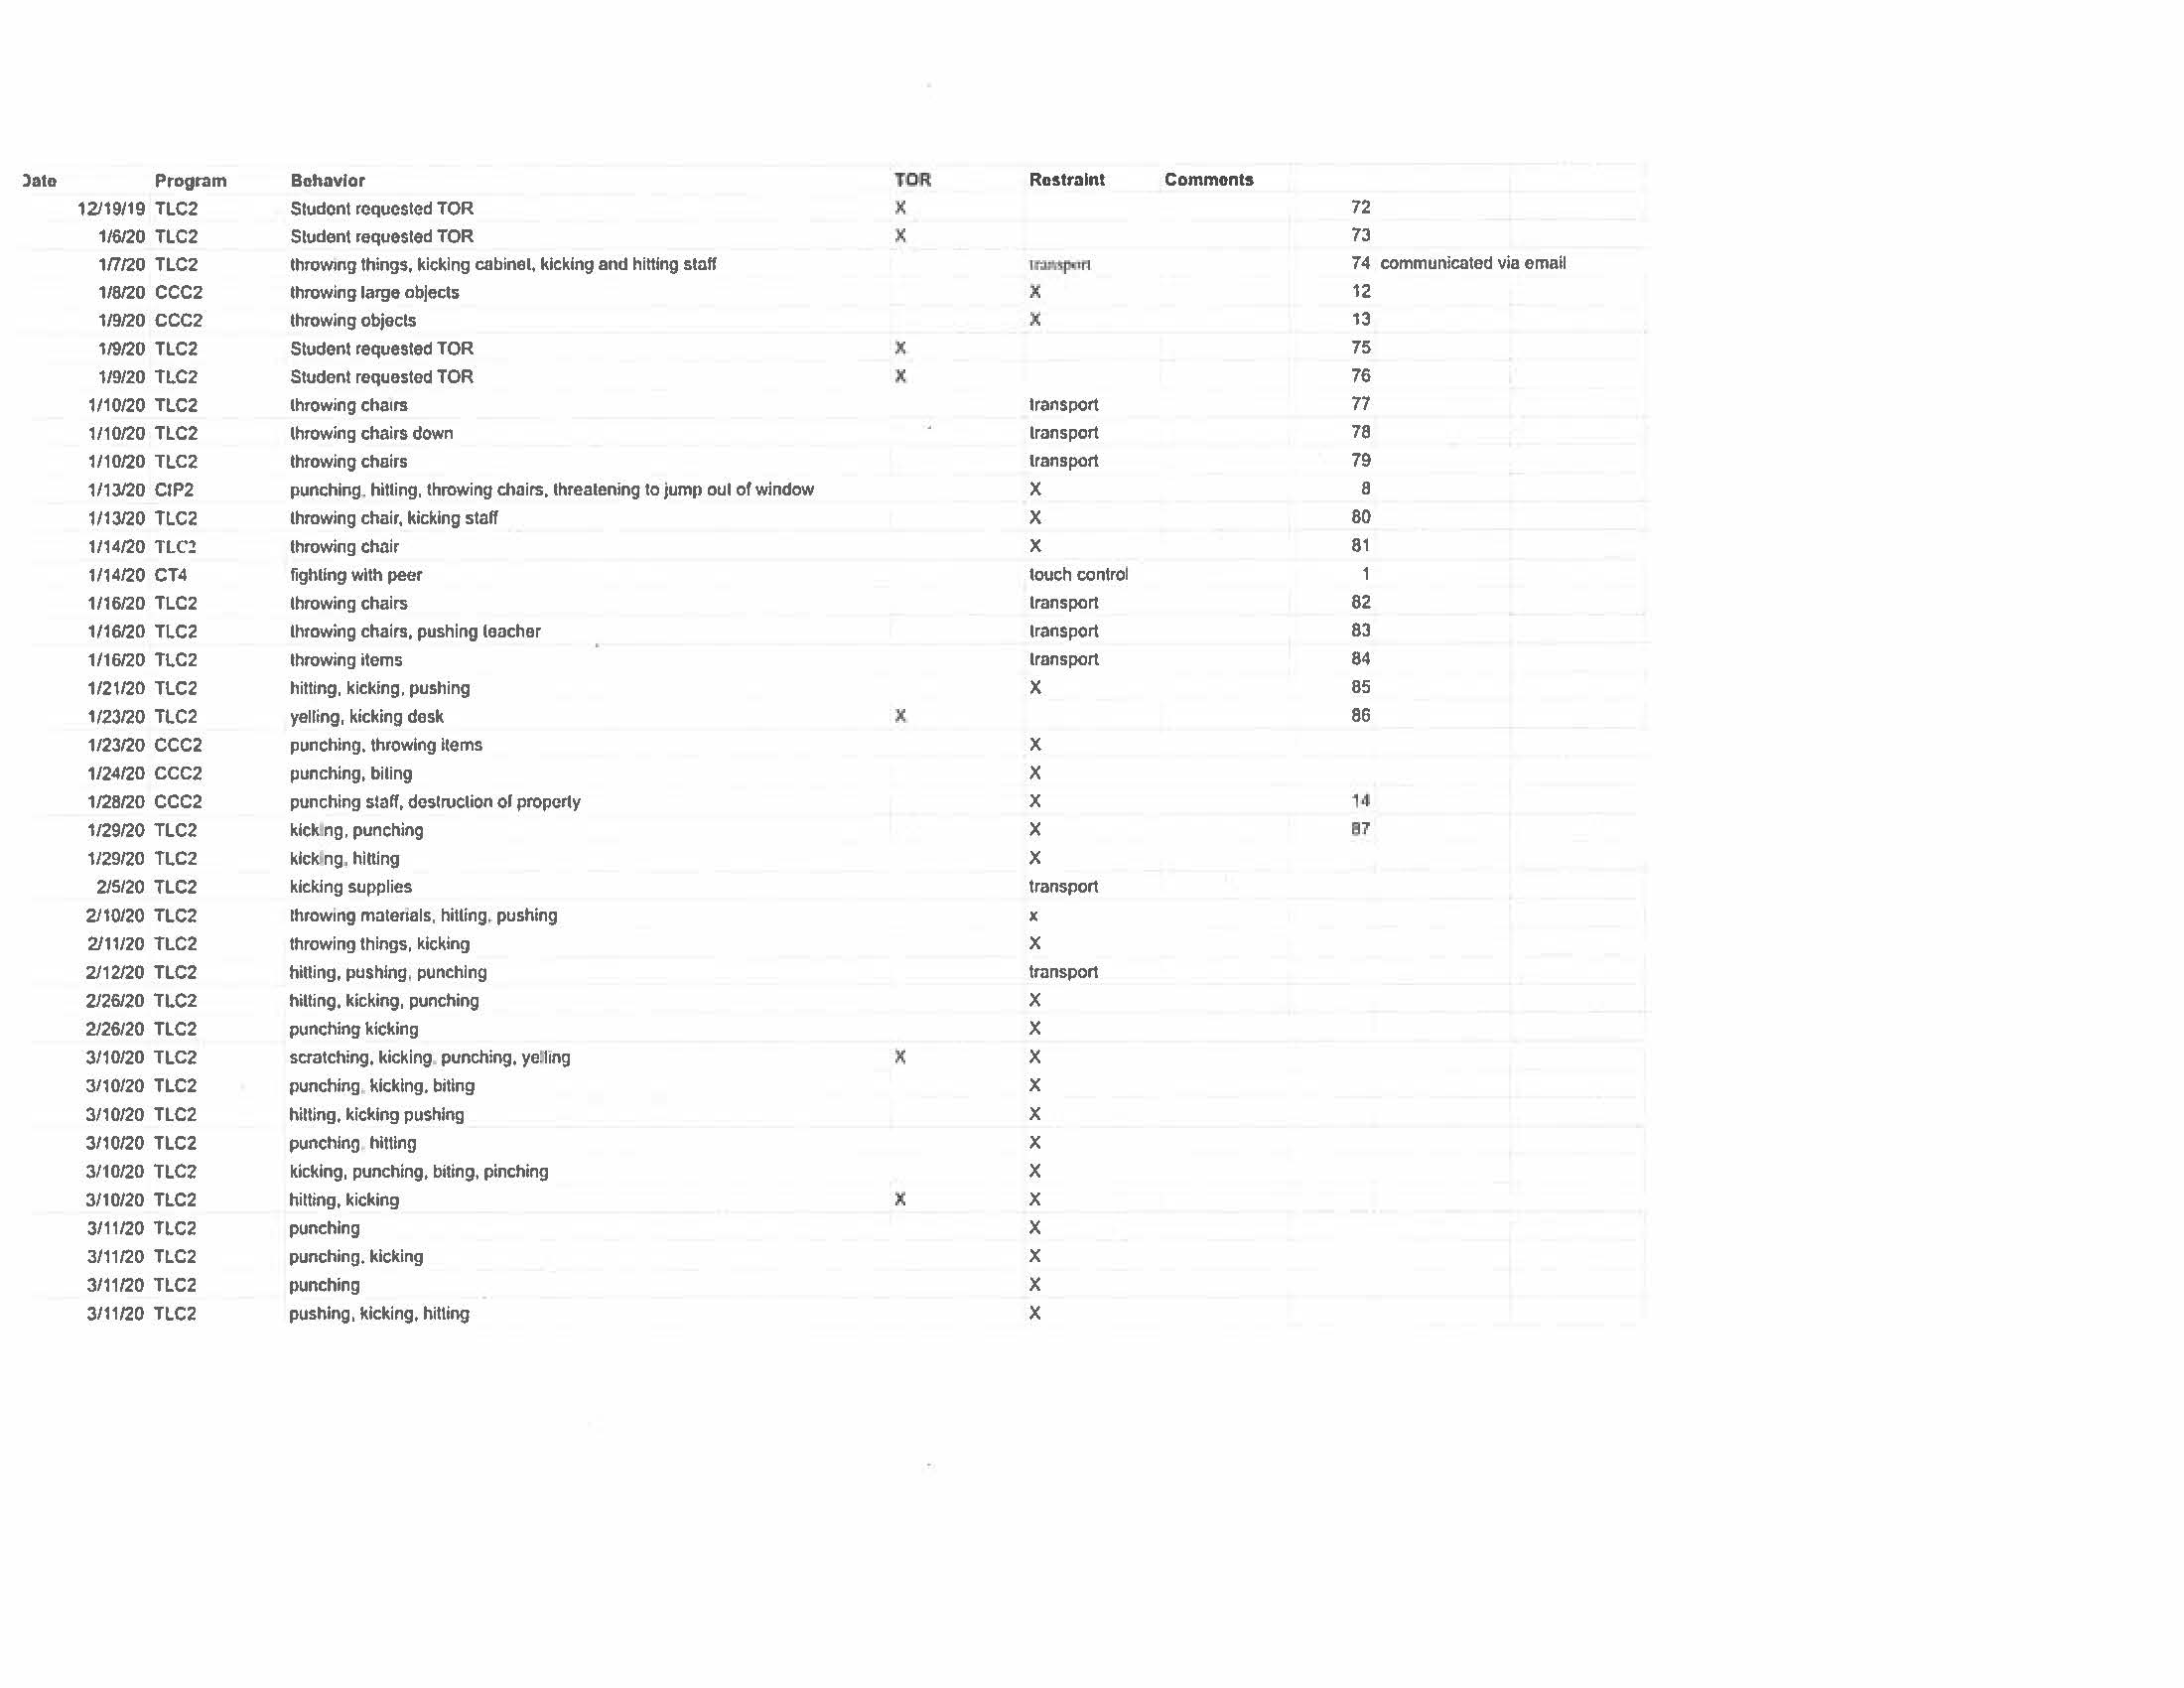 Date Program Behavior TOR Restraint Comments
12/19/19 TLC2 Student requested TOR X 72
1/6/20 TLC2 Student requested TOR X 73
1/7/20 TLC2 throwing things, kicking cabinet, kicking and hitting staff transport 74 communicated via email
1/8/20 CCC2 throwing large objects X 12
1/9/20 CCC2 throwing objects X 13
1/9/20 TLC2 Student requested TOR X 75
1/9/20 TLC2 Student requested TOR X 76
1/10/20 TLC2 throwing chairs transport 77
1/10/20 TLC2 throwing chairs down transport 78
1/10/20 TLC2 throwing chairs transport 79
1/13/20 CIP2 punching, hitting, throwing chairs, threatening to jump out of window X 8
1/13/20 TLC2 throwing chair, kicking staff X 80
1/14/20 TLC2 throwing chair X 81
1/14/20 CT4 fighting with peer touch control 1
1/16/20 TLC2 throwing chairs transport 82
1/16/20 TLC2 throwing chairs, pushing teacher transport 83
1/16/20 TLC2 throwing items transport 84
1/21/20 TLC2 hitting, kicking, pushing X 85
1/23/20 TLC2 yelling, kicking desk X 86
1/23/20 CCC2 punching, throwing items X
1/24/20 CCC2 punching, biting X
1/28/20 CCC2 punching staff, destruction of property X 14
1/29/20 TLC2 kicking, punching X 87
1/29/20 TLC2 kicking, hitting X
2/5/20 TLC2 kicking supplies transport
2/10/20 TLC2 throwing materials, hitting, pushing x
2/11/20 TLC2 throwing things, kicking X
2/12/20 TLC2 hitting, pushing, punching transport
2/26/20 TLC2 hitting, kicking, punching X
2/26/20 TLC2 punching kicking X
3/10/20 TLC2 scratching, kicking, punching, yelling X X
3/10/20 TLC2 punching, kicking, biting X
3/10/20 TLC2 hitting, kicking pushing X
3/10/20 TLC2 punching, hitting X
3/10/20 TLC2 kicking, punching, biting, pinching X
3/10/20 TLC2 hitting, kicking X X
3/11/20 TLC2 punching X
3/11/20 TLC2 punching, kicking X
3/11/20 TLC2 punching X
3/11/20 TLC2 pushing, kicking, hitting X